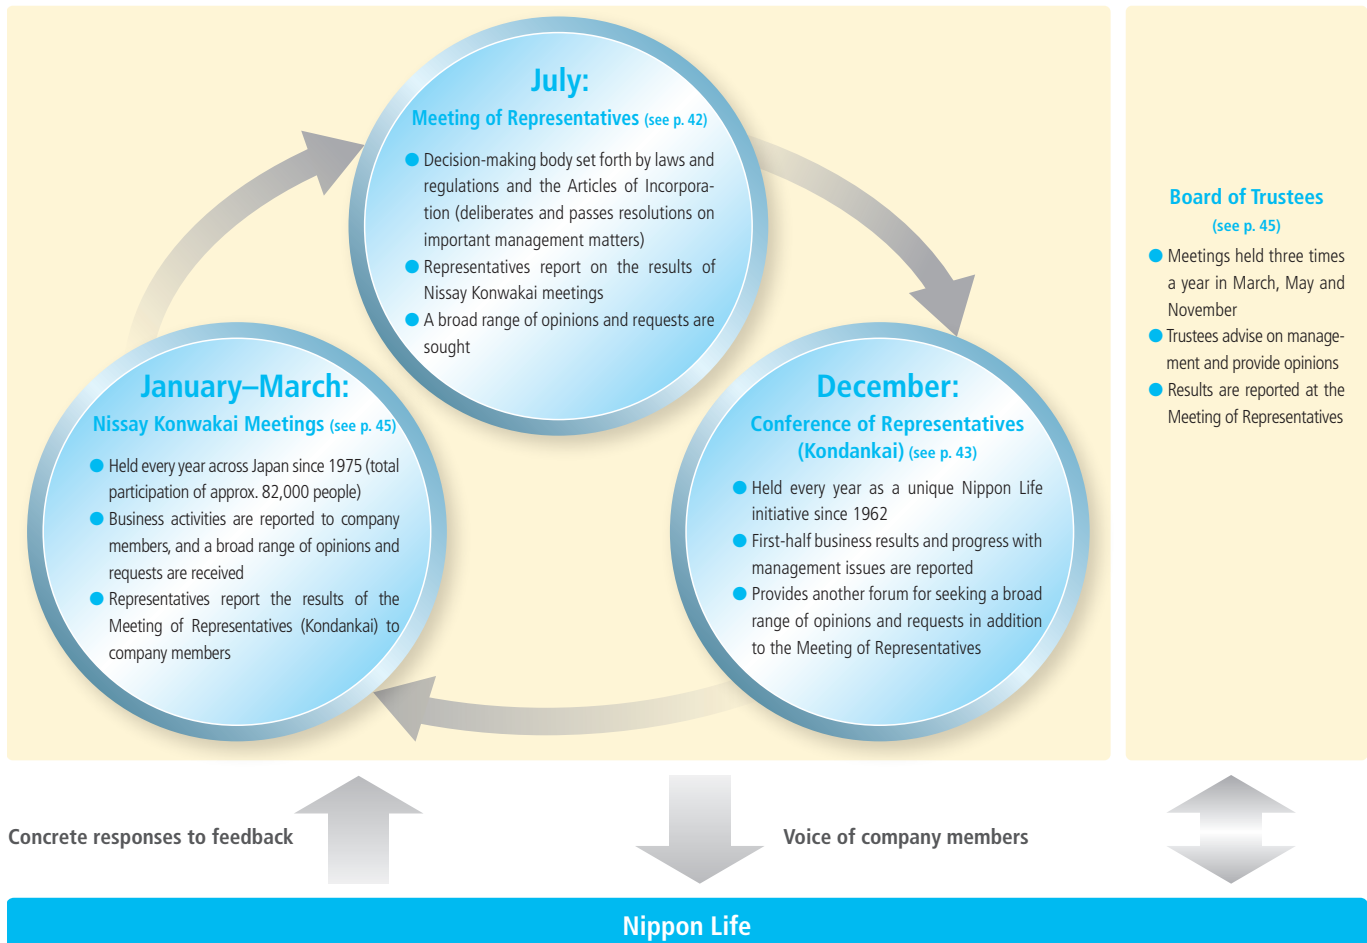 July:
Meeting of Representatives (see p. 42)
● Decision-making body set forth by laws and
regulations and the Articles of Incorpora-
tion (deliberates and passes resolutions on
important management matters)
● Representatives report on the results of
Nissay Konwakai meetings
● A broad range of opinions and requests are
sought
January–March:
Nissay Konwakai Meetings (see p. 45)
● Held every year across Japan since 1975 (total
participation of approx. 82,000 people)
● Business activities are reported to company
members, and a broad range of opinions and
requests are received
● Representatives report the results of the
Meeting of Representatives (Kondankai) to
company members
December:
Conference of Representatives
(Kondankai) (see p. 43)
● Held every year as a unique Nippon Life
initiative since 1962
● First-half business results and progress with
management issues are reported
● Provides another forum for seeking a broad
range of opinions and requests in addition
to the Meeting of Representatives
Board of Trustees
(see p. 45)
● Meetings held three times
a year in March, May and
November
● Trustees advise on manage-
ment and provide opinions
● Results are reported at the
Meeting of Representatives
Concrete responses to feedback
Voice of company members
Nippon Life